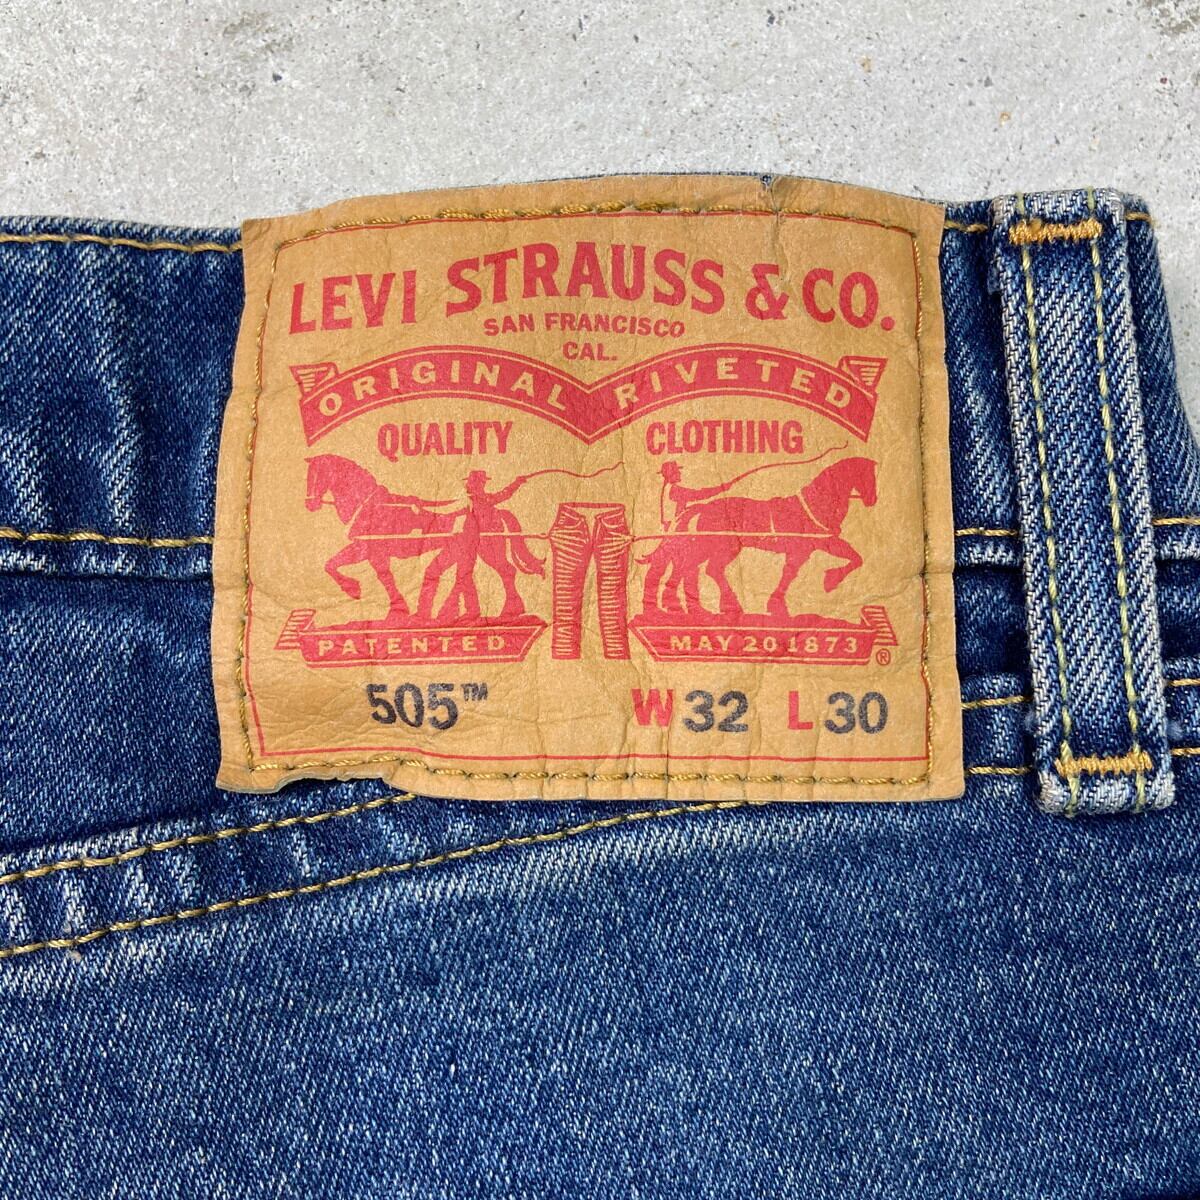 LEVI STRAUSS & CO.
SAN FRANCISCO
CAL.
ORIGINAL RIVETED
QUALITY CLOTHING
PATENTED MAY 20 1873 ®
505™ W 32 L 30